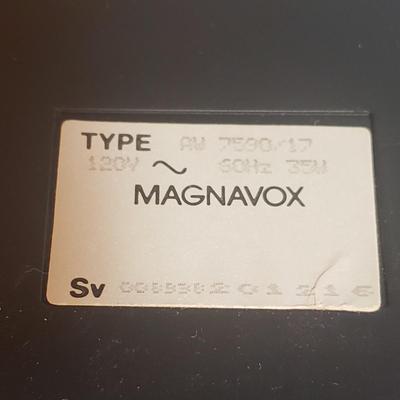 TYPE AW 7590/17
120V ~ 60Hz 35W
MAGNAVOX
Sv